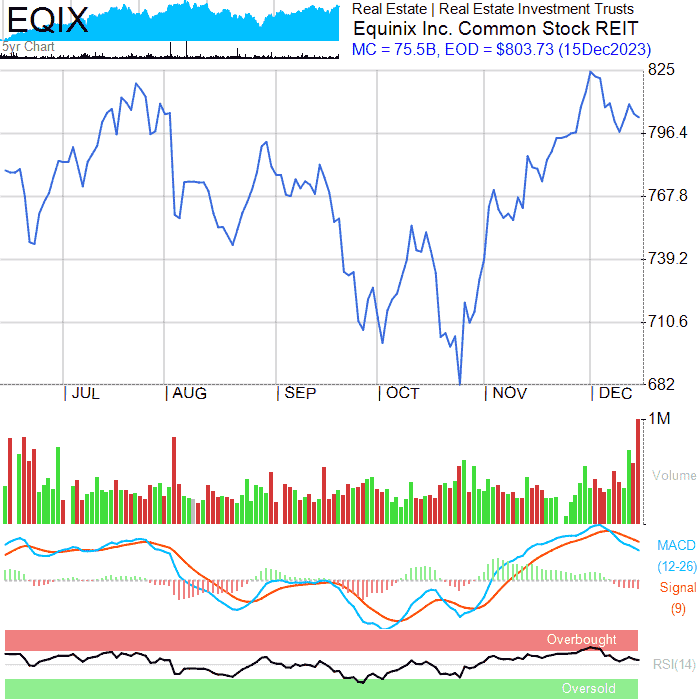 EQIX
5yr Chart
Real Estate | Real Estate Investment Trusts
Equinix Inc. Common Stock REIT
MC = 75.5B, EOD = $803.73 (15Dec2023)
825
796.4
767.8
739.2
710.6
682
| JUL | AUG | SEP | OCT | NOV | DEC
1M
Volume
MACD
(12-26)
Signal
(9)
Overbought
RSI(14)
Oversold